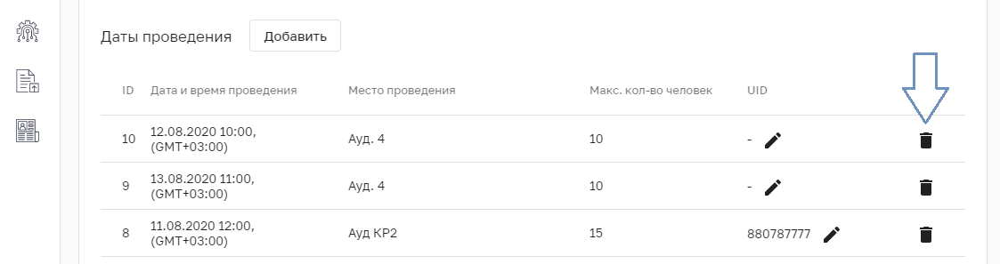 Даты проведения Добавить
ID Дата и время проведения Место проведения Макс. кол-во человек UID
10 12.08.2020 10:00, (GMT+03:00) Ауд. 4 10 -
9 13.08.2020 11:00, (GMT+03:00) Ауд. 4 10 -
8 11.08.2020 12:00, (GMT+03:00) Ауд КР2 15 880787777